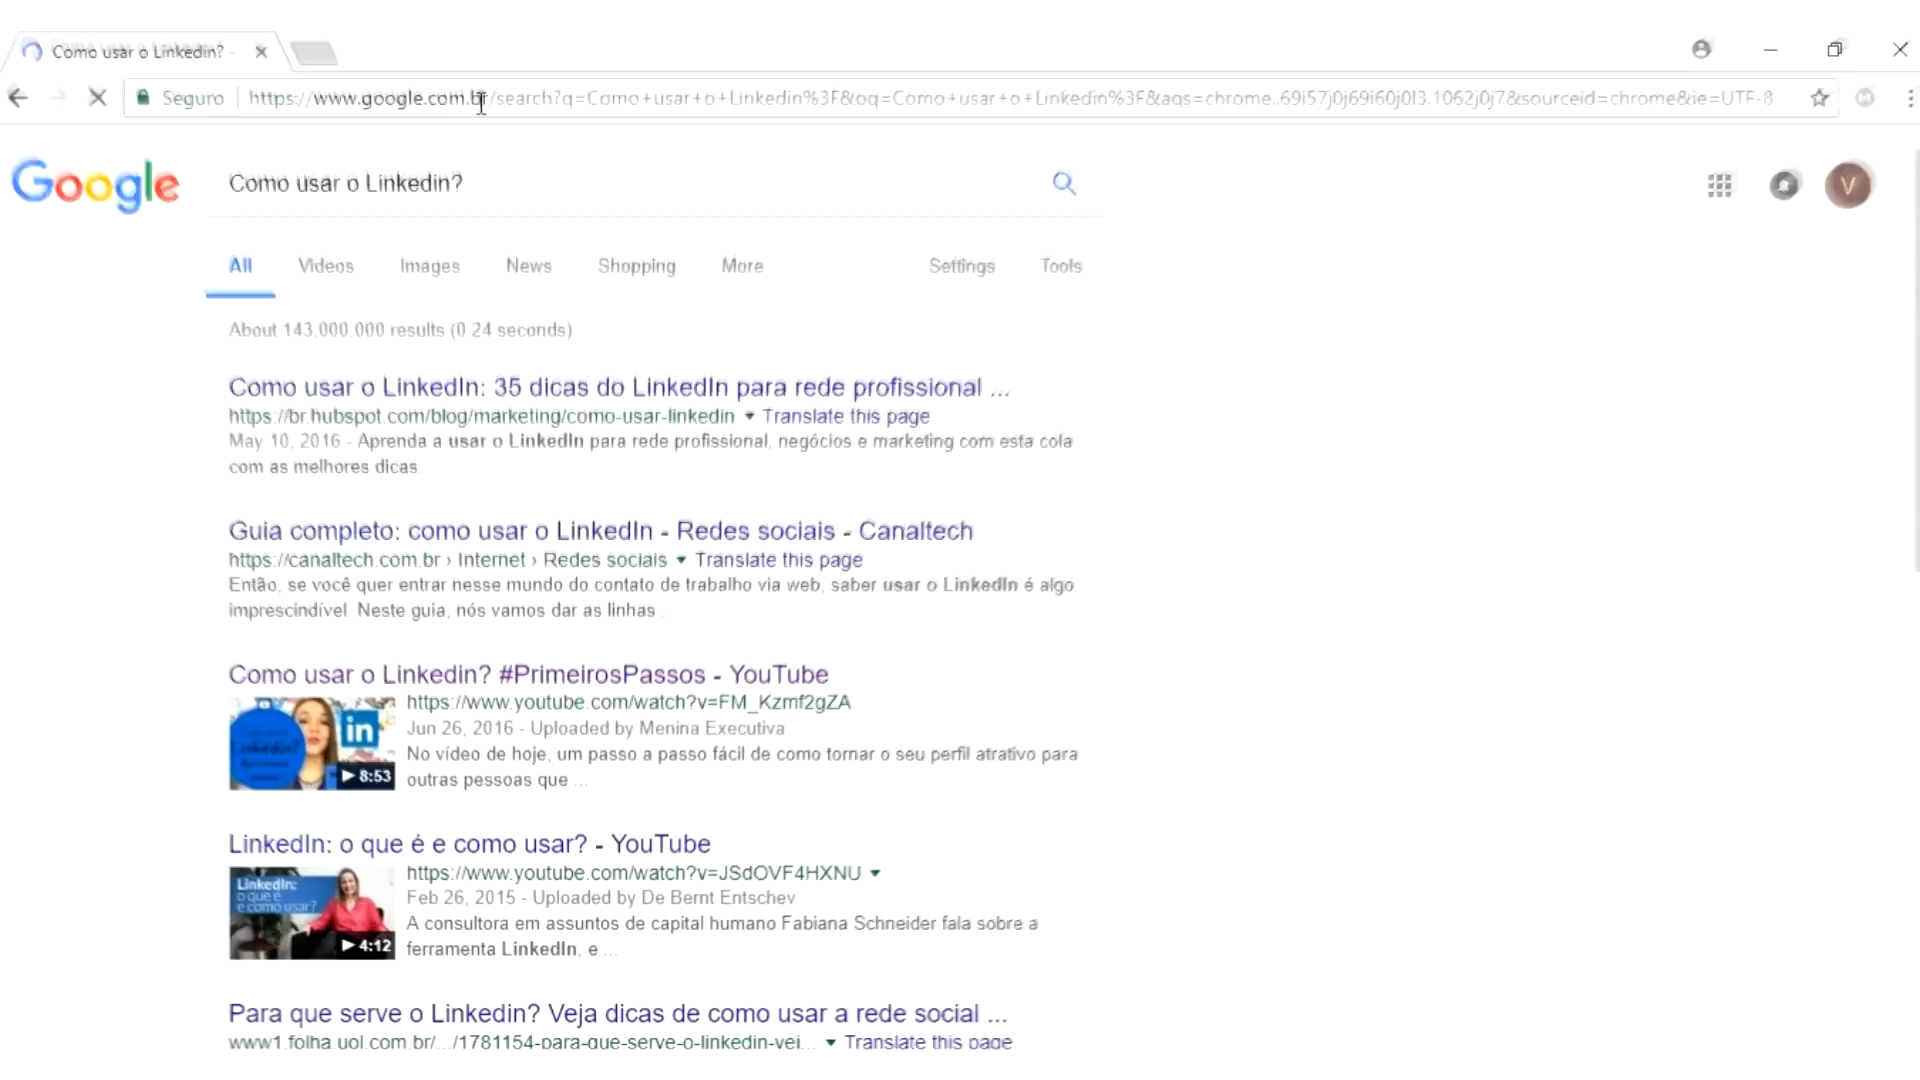 Como usar o Linkedin? -
Seguro https://www.google.com.br/search?q=Como+usar+o+Linkedin%3F&oq=Como+usar+o+Linkedin%3F&aqs=chrome..69i57j0j69i60j0l3.1062j0j7&sourceid=chrome&ie=UTF-8
Google Como usar o Linkedin? V
All Videos Images News Shopping More Settings Tools
About 143,000,000 results (0.24 seconds)
Como usar o LinkedIn: 35 dicas do LinkedIn para rede profissional ...
https://br.hubspot.com/blog/marketing/como-usar-linkedin Translate this page
May 10, 2016 - Aprenda a usar o LinkedIn para rede profissional, negócios e marketing com esta cola
com as melhores dicas
Guia completo: como usar o LinkedIn - Redes sociais - Canaltech
https://canaltech.com.br › Internet › Redes sociais Translate this page
Então, se você quer entrar nesse mundo do contato de trabalho via web, saber usar o LinkedIn é algo
imprescindível. Neste guia, nós vamos dar as linhas
Como usar o Linkedin? #PrimeirosPassos - YouTube
https://www.youtube.com/watch?v=FM_Kzmf2gZA
Jun 26, 2016 - Uploaded by Menina Executiva
No vídeo de hoje, um passo a passo fácil de como tornar o seu perfil atrativo para
outras pessoas que ...
in
8:53
LinkedIn: o que é e como usar? - YouTube
https://www.youtube.com/watch?v=JSdOVF4HXNU
Feb 26, 2015 - Uploaded by De Bernt Entschev
A consultora em assuntos de capital humano Fabiana Schneider fala sobre a
ferramenta LinkedIn, e ...
LinkedIn:
o que é
e como usar?
4:12
Para que serve o Linkedin? Veja dicas de como usar a rede social ...
www1.folha.uol.com.br/.../1781154-para-que-serve-o-linkedin-vej... Translate this page